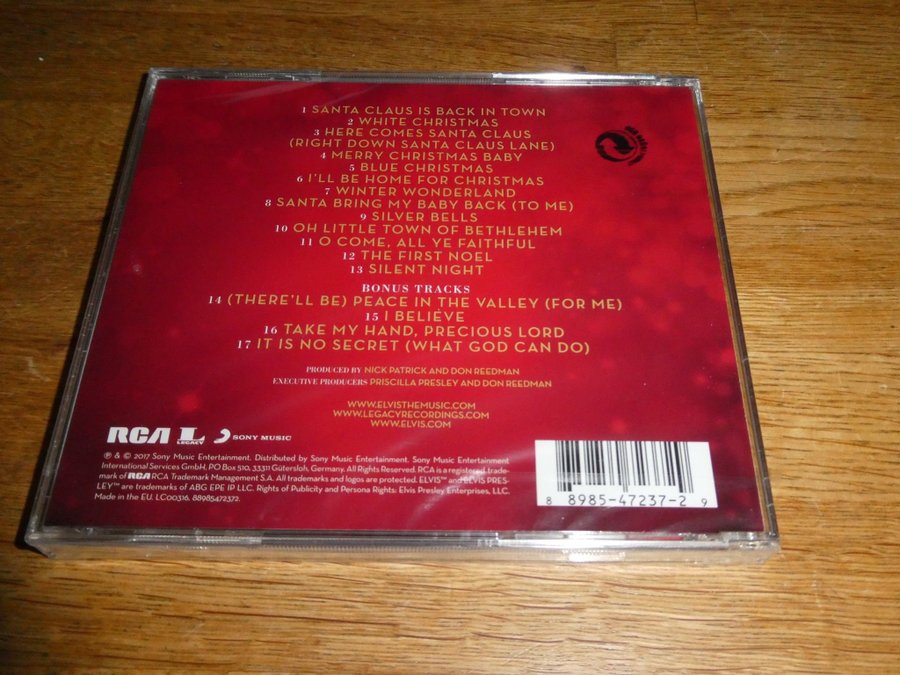 1 SANTA CLAUS IS BACK IN TOWN
2 WHITE CHRISTMAS
3 HERE COMES SANTA CLAUS
(RIGHT DOWN SANTA CLAUS LANE)
4 MERRY CHRISTMAS BABY
5 BLUE CHRISTMAS
6 I'LL BE HOME FOR CHRISTMAS
7 WINTER WONDERLAND
8 SANTA BRING MY BABY BACK (TO ME)
9 SILVER BELLS
10 OH LITTLE TOWN OF BETHLEHEM
11 O COME, ALL YE FAITHFUL
12 THE FIRST NOEL
13 SILENT NIGHT
BONUS TRACKS
14 (THERE'LL BE) PEACE IN THE VALLEY (FOR ME)
15 I BELIEVE
16 TAKE MY HAND, PRECIOUS LORD
17 IT IS NO SECRET (WHAT GOD CAN DO)
PRODUCED BY NICK PATRICK AND DON REEDMAN
EXECUTIVE PRODUCERS PRISCILLA PRESLEY AND DON REEDMAN
WWW.ELVISTHEMUSIC.COM
WWW.LEGACYRECORDINGS.COM
WWW.ELVIS.COM
RCA L LEGACY SONY MUSIC
℗ & © 2017 Sony Music Entertainment. Distributed by Sony Music Entertainment. Sony Music Entertainment
International Services GmbH, PO Box 510, 33311 Gütersloh, Germany. All Rights Reserved. RCA is a registered trade-
mark of RCA RCA Trademark Management S.A. All trademarks and logos are protected. ELVIS™ and ELVIS PRES-
LEY™ are trademarks of ABG EPE IP LLC. Rights of Publicity and Persona Rights: Elvis Presley Enterprises, LLC.
Made in the EU. LC00316. 88985472372.
8 8985-47237-2 9